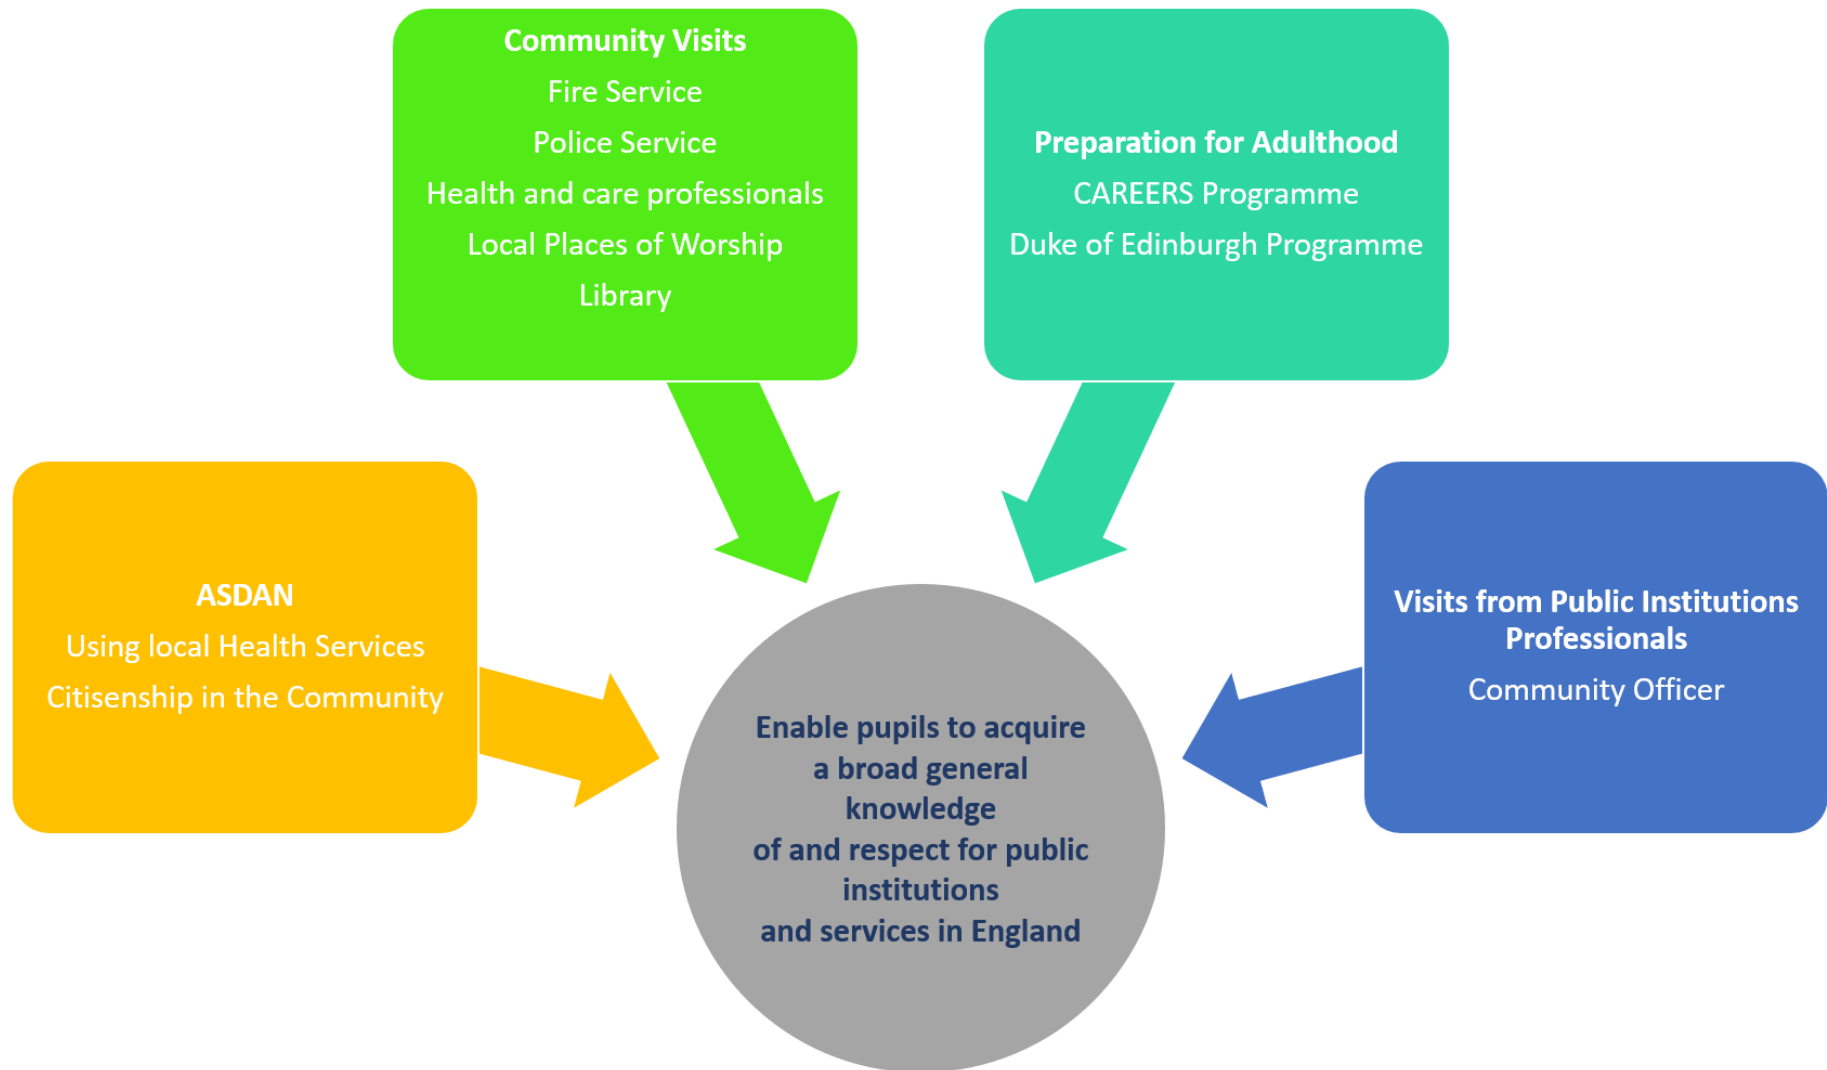 Community Visits
Fire Service
Police Service
Health and care professionals
Local Places of Worship
Library
Preparation for Adulthood
CAREERS Programme
Duke of Edinburgh Programme
ASDAN
Using local Health Services
Citisenship in the Community
Visits from Public Institutions
Professionals
Community Officer
Enable pupils to acquire
a broad general
knowledge
of and respect for public
institutions
and services in England